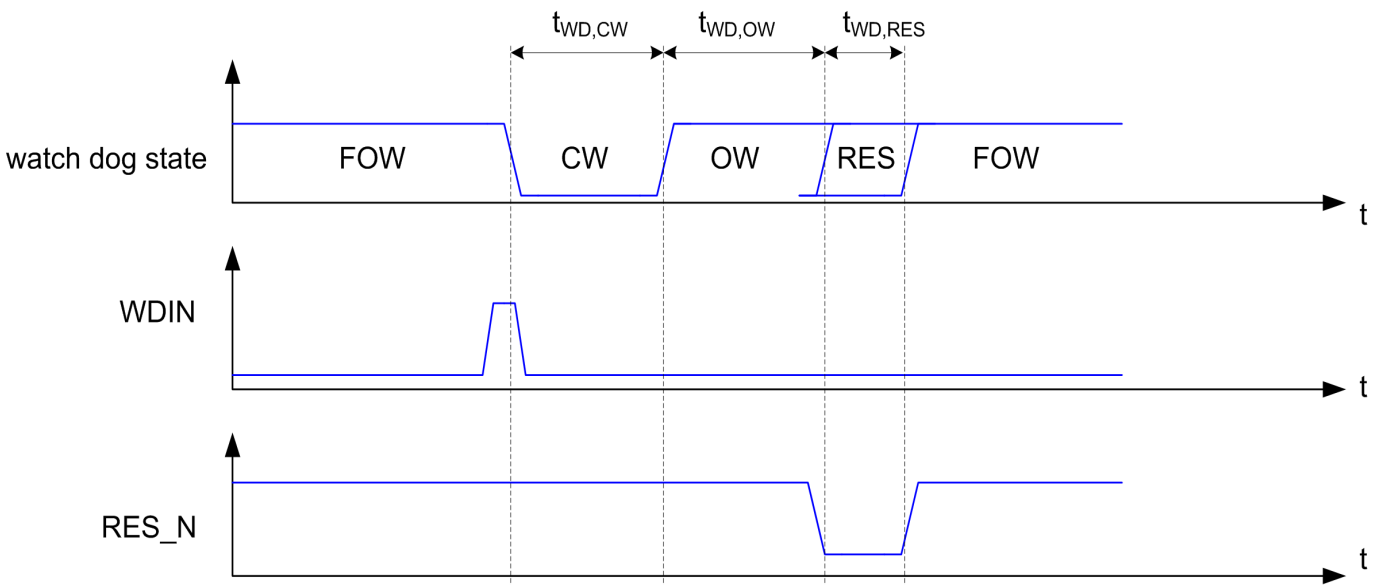 tWD,CW tWD,OW tWD,RES
watch dog state FOW CW OW RES FOW
t
WDIN
t
RES_N
t